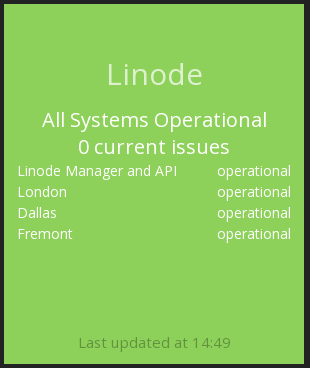 Linode
All Systems Operational
0 current issues
Linode Manager and API operational
London operational
Dallas operational
Fremont operational
Last updated at 14:49